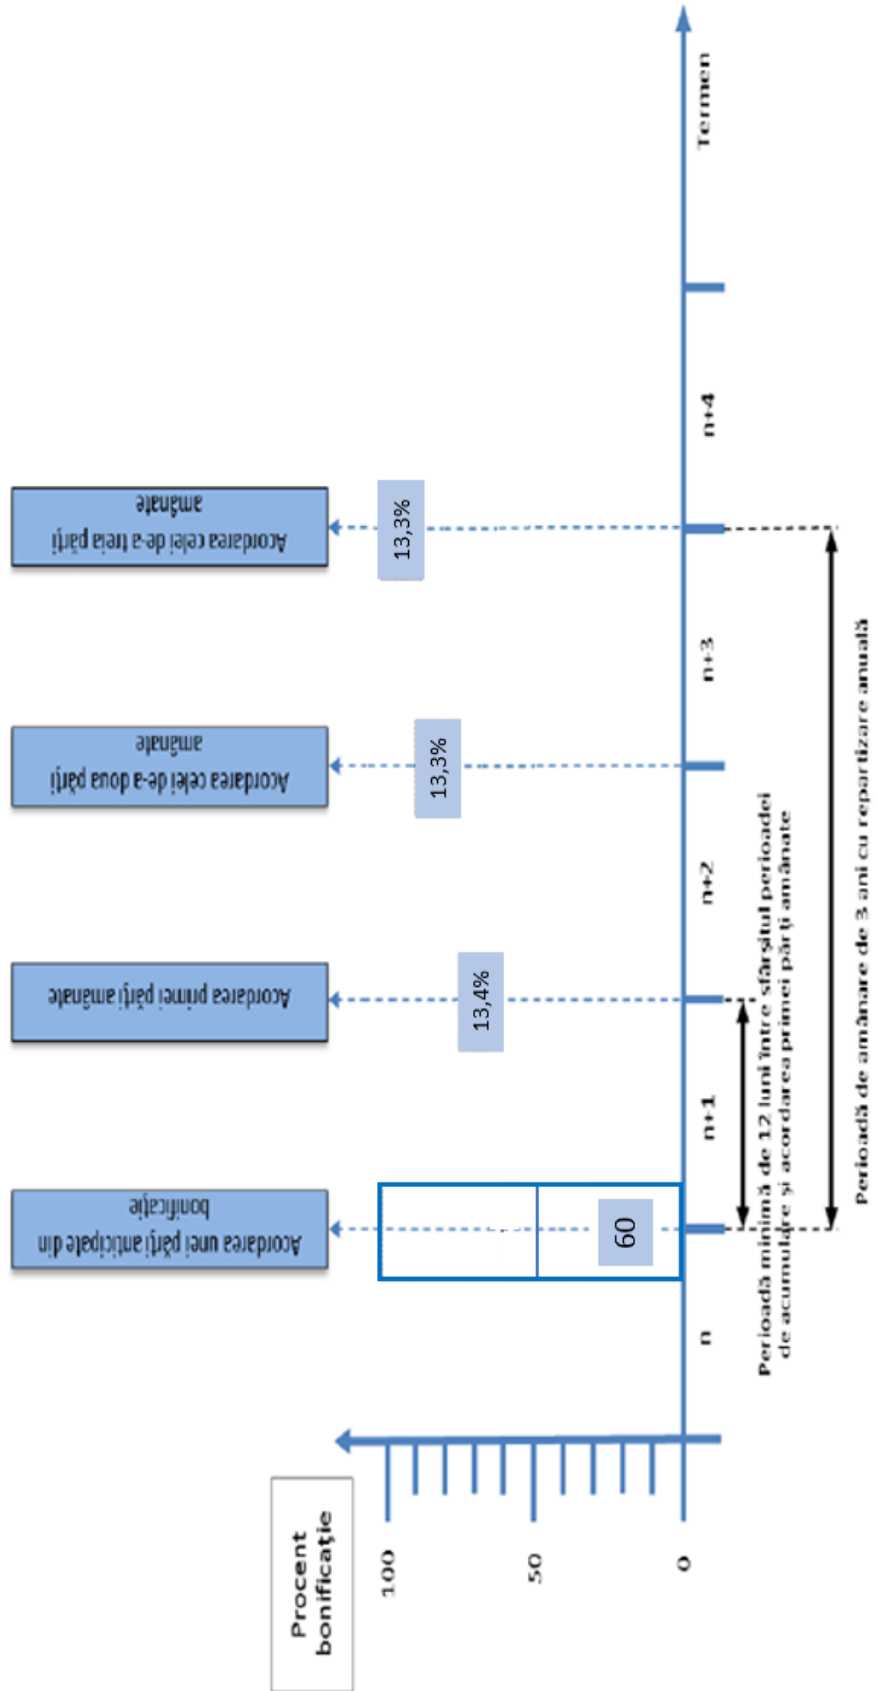 Procent
bonificație
100
50
0
Acordarea unei părți anticipate din
bonificație
Acordarea primei părți amânate
Acordarea celei de-a doua părți
amânate
Acordarea celei de-a treia părți
amânate
60
13,4%
13,3%
13,3%
n
n+1
n+2
n+3
n+4
Termen
Perioadă minimă de 12 luni între sfârșitul perioadei
de acumulare și acordarea primei părți amânate
Perioadă de amânare de 3 ani cu repartizare anuală